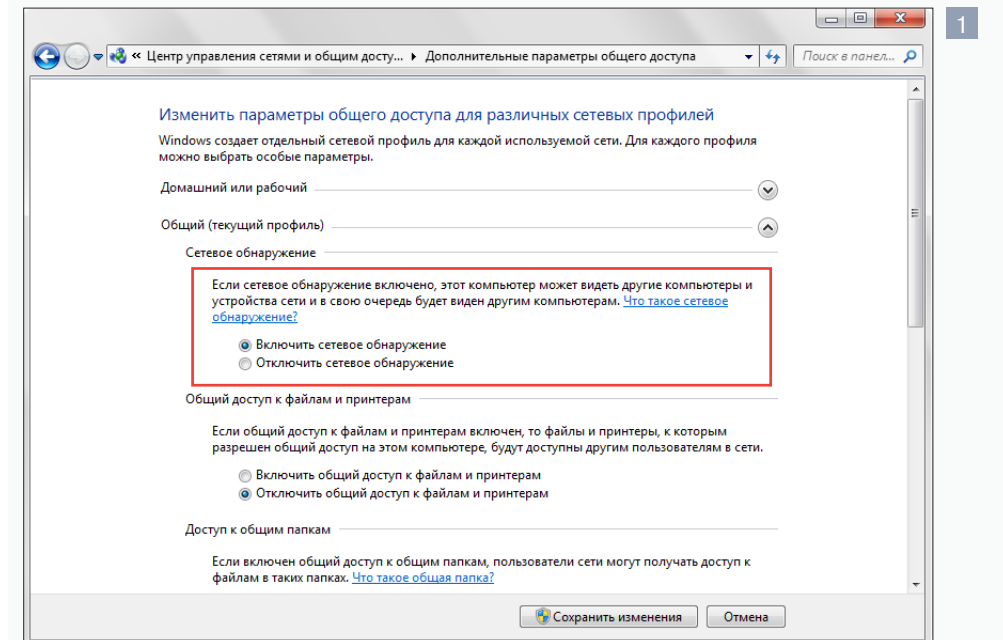 1
« Центр управления сетями и общим досту... Дополнительные параметры общего доступа
Поиск в панел...
Изменить параметры общего доступа для различных сетевых профилей
Windows создает отдельный сетевой профиль для каждой используемой сети. Для каждого профиля
можно выбрать особые параметры.
Домашний или рабочий
Общий (текущий профиль)
Сетевое обнаружение
Если сетевое обнаружение включено, этот компьютер может видеть другие компьютеры и
устройства сети и в свою очередь будет виден другим компьютерам. Что такое сетевое
обнаружение?
Включить сетевое обнаружение
Отключить сетевое обнаружение
Общий доступ к файлам и принтерам
Если общий доступ к файлам и принтерам включен, то файлы и принтеры, к которым
разрешен общий доступ на этом компьютере, будут доступны другим пользователям в сети.
Включить общий доступ к файлам и принтерам
Отключить общий доступ к файлам и принтерам
Доступ к общим папкам
Если включен общий доступ к общим папкам, пользователи сети могут получать доступ к
файлам в таких папках. Что такое общая папка?
Сохранить изменения
Отмена